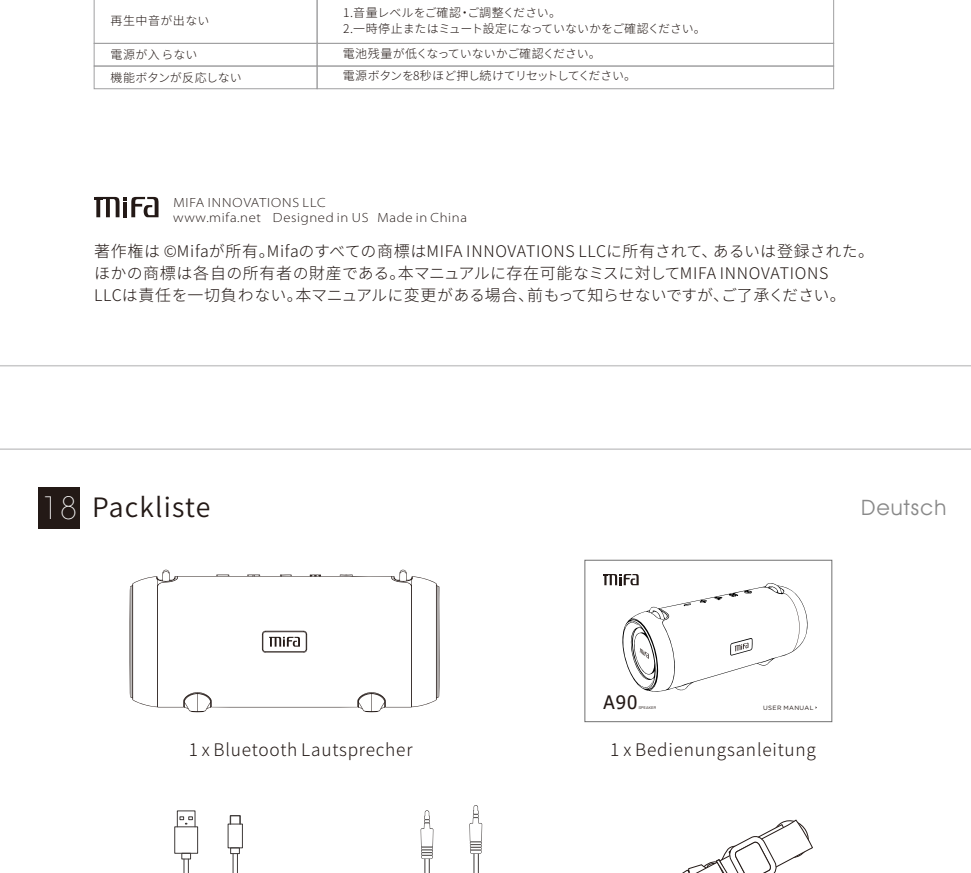 再生中音が出ない
1.音量レベルをご確認・ご調整ください。
2.一時停止またはミュート設定になっていないかをご確認ください。
電源が入らない
電池残量が低くなっていないかご確認ください。
機能ボタンが反応しない
電源ボタンを8秒ほど押し続けてリセットしてください。
mifa MIFA INNOVATIONS LLC
www.mifa.net Designed in US Made in China
著作権は ©Mifaが所有。Mifaのすべての商標はMIFA INNOVATIONS LLCに所有されて、あるいは登録された。
ほかの商標は各自の所有者の財産である。本マニュアルに存在可能なミスに対してMIFA INNOVATIONS
LLCは責任を一切負わない。本マニュアルに変更がある場合、前もって知らせないですが、ご了承ください。
18 Packliste
Deutsch
mifa
mifa
mifa
mifa
A90 SPEAKER
USER MANUAL
1 x Bluetooth Lautsprecher
1 x Bedienungsanleitung